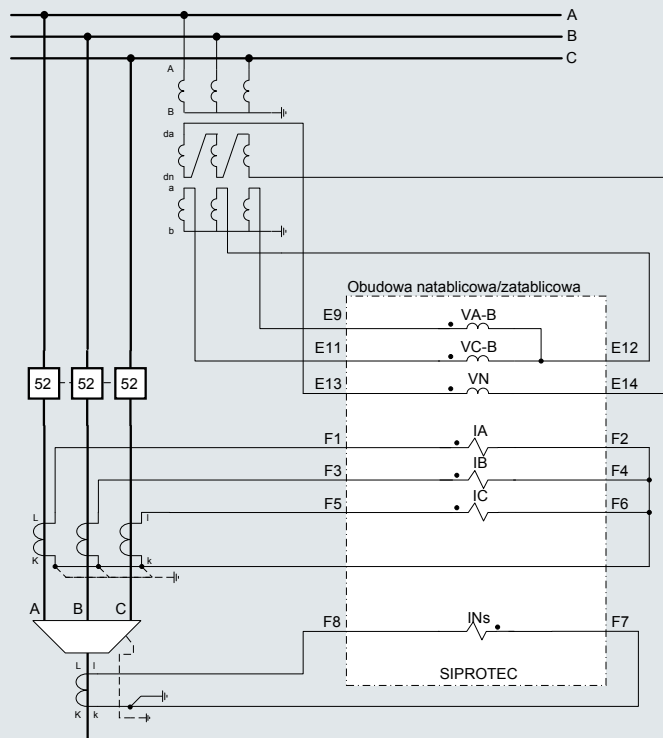 A
B
C
A
B
da
dn
a
b
Obudowa natablicowa/zatablicowa
E9 VA-B
E11 VC-B E12
E13 VN E14
52 52 52
F1 IA F2
F3 IB F4
F5 IC F6
L l
K k
A B C
F8 INs F7
L l
SIPROTEC
K k